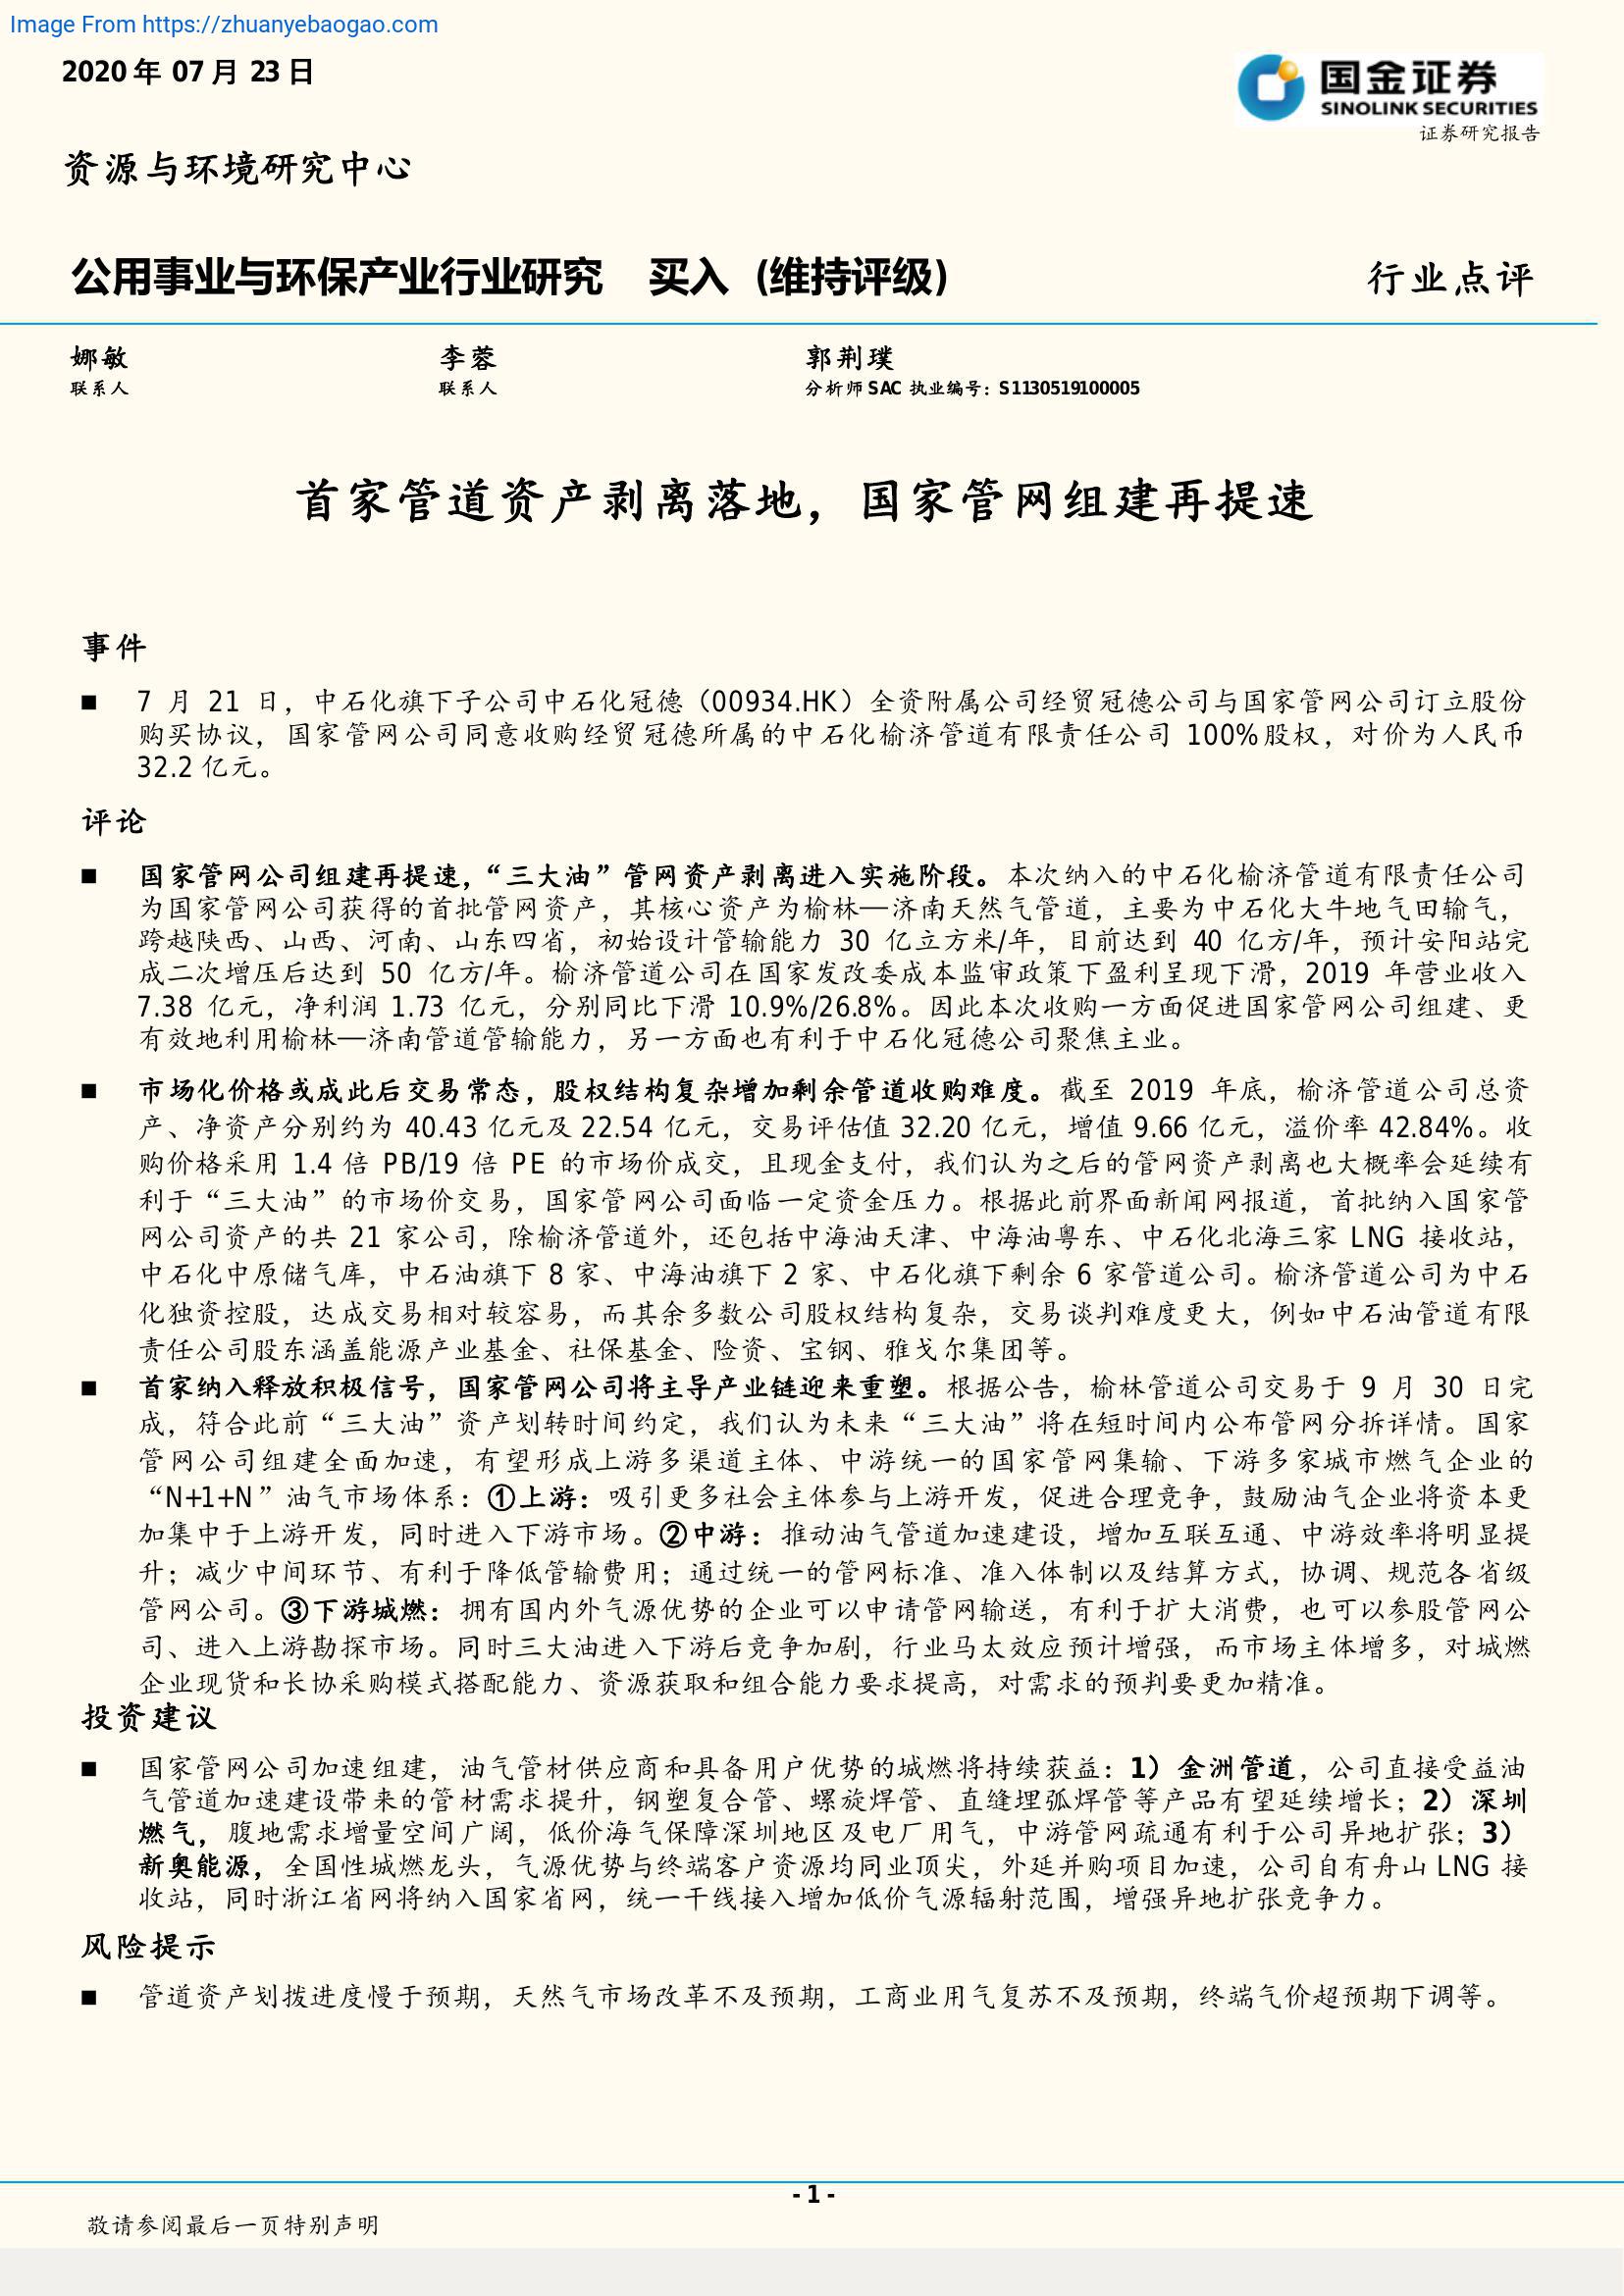 Image From https://zhuanyebaogao.com
2020 年 07 月 23 日
国金证券
SINOLINK SECURITIES
证券研究报告
资源与环境研究中心
公用事业与环保产业行业研究 买入 (维持评级)
行业点评
娜敏 李蓉 郭荆璞
联系人 联系人 分析师 SAC 执业编号：S1130519100005
首家管道资产剥离落地，国家管网组建再提速
事件
■ 7 月 21 日，中石化旗下子公司中石化冠德（00934.HK）全资附属公司经贸冠德公司与国家管网公司订立股份
购买协议，国家管网公司同意收购经贸冠德所属的中石化榆济管道有限责任公司 100%股权，对价为人民币
32.2 亿元。
评论
■ 国家管网公司组建再提速，“三大油”管网资产剥离进入实施阶段。本次纳入的中石化榆济管道有限责任公司
为国家管网公司获得的首批管网资产，其核心资产为榆林—济南天然气管道，主要为中石化大牛地气田输气，
跨越陕西、山西、河南、山东四省，初始设计管输能力 30 亿立方米/年，目前达到 40 亿方/年，预计安阳站完
成二次增压后达到 50 亿方/年。榆济管道公司在国家发改委成本监审政策下盈利呈现下滑，2019 年营业收入
7.38 亿元，净利润 1.73 亿元，分别同比下滑 10.9%/26.8%。因此本次收购一方面促进国家管网公司组建、更
有效地利用榆林—济南管道管输能力，另一方面也有利于中石化冠德公司聚焦主业。
■ 市场化价格或成此后交易常态，股权结构复杂增加剩余管道收购难度。截至 2019 年底，榆济管道公司总资
产、净资产分别约为 40.43 亿元及 22.54 亿元，交易评估值 32.20 亿元，增值 9.66 亿元，溢价率 42.84%。收
购价格采用 1.4 倍 PB/19 倍 PE 的市场价成交，且现金支付，我们认为之后的管网资产剥离也大概率会延续有
利于“三大油”的市场价交易，国家管网公司面临一定资金压力。根据此前界面新闻网报道，首批纳入国家管
网公司资产的共 21 家公司，除榆济管道外，还包括中海油天津、中海油粤东、中石化北海三家 LNG 接收站，
中石化中原储气库，中石油旗下 8 家、中海油旗下 2 家、中石化旗下剩余 6 家管道公司。榆济管道公司为中石
化独资控股，达成交易相对较容易，而其余多数公司股权结构复杂，交易谈判难度更大，例如中石油管道有限
责任公司股东涵盖能源产业基金、社保基金、险资、宝钢、雅戈尔集团等。
■ 首家纳入释放积极信号，国家管网公司将主导产业链迎来重塑。根据公告，榆林管道公司交易于 9 月 30 日完
成，符合此前“三大油”资产划转时间约定，我们认为未来“三大油”将在短时间内公布管网分拆详情。国家
管网公司组建全面加速，有望形成上游多渠道主体、中游统一的国家管网集输、下游多家城市燃气企业的
“N+1+N”油气市场体系：①上游：吸引更多社会主体参与上游开发，促进合理竞争，鼓励油气企业将资本更
加集中于上游开发，同时进入下游市场。②中游：推动油气管道加速建设，增加互联互通、中游效率将明显提
升；减少中间环节、有利于降低管输费用；通过统一的管网标准、准入体制以及结算方式，协调、规范各省级
管网公司。③下游城燃：拥有国内外气源优势的企业可以申请管网输送，有利于扩大消费，也可以参股管网公
司、进入上游勘探市场。同时三大油进入下游后竞争加剧，行业马太效应预计增强，而市场主体增多，对城燃
企业现货和长协采购模式搭配能力、资源获取和组合能力要求提高，对需求的预判要更加精准。
投资建议
■ 国家管网公司加速组建，油气管材供应商和具备用户优势的城燃将持续获益：1）金洲管道，公司直接受益油
气管道加速建设带来的管材需求提升，钢塑复合管、螺旋焊管、直缝埋弧焊管等产品有望延续增长；2）深圳
燃气，腹地需求增量空间广阔，低价海气保障深圳地区及电厂用气，中游管网疏通有利于公司异地扩张；3）
新奥能源，全国性城燃龙头，气源优势与终端客户资源均同业顶尖，外延并购项目加速，公司自有舟山 LNG 接
收站，同时浙江省网将纳入国家省网，统一干线接入增加低价气源辐射范围，增强异地扩张竞争力。
风险提示
■ 管道资产划拨进度慢于预期，天然气市场改革不及预期，工商业用气复苏不及预期，终端气价超预期下调等。
- 1 -
敬请参阅最后一页特别声明